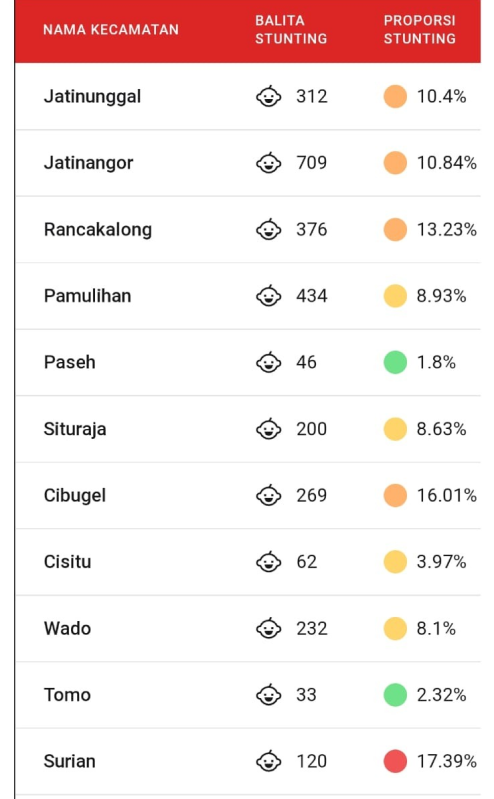 NAMA KECAMATAN BALITA STUNTING PROPORSI STUNTING
Jatinunggal 312 10.4%
Jatinangor 709 10.84%
Rancakalong 376 13.23%
Pamulihan 434 8.93%
Paseh 46 1.8%
Situraja 200 8.63%
Cibugel 269 16.01%
Cisitu 62 3.97%
Wado 232 8.1%
Tomo 33 2.32%
Surian 120 17.39%